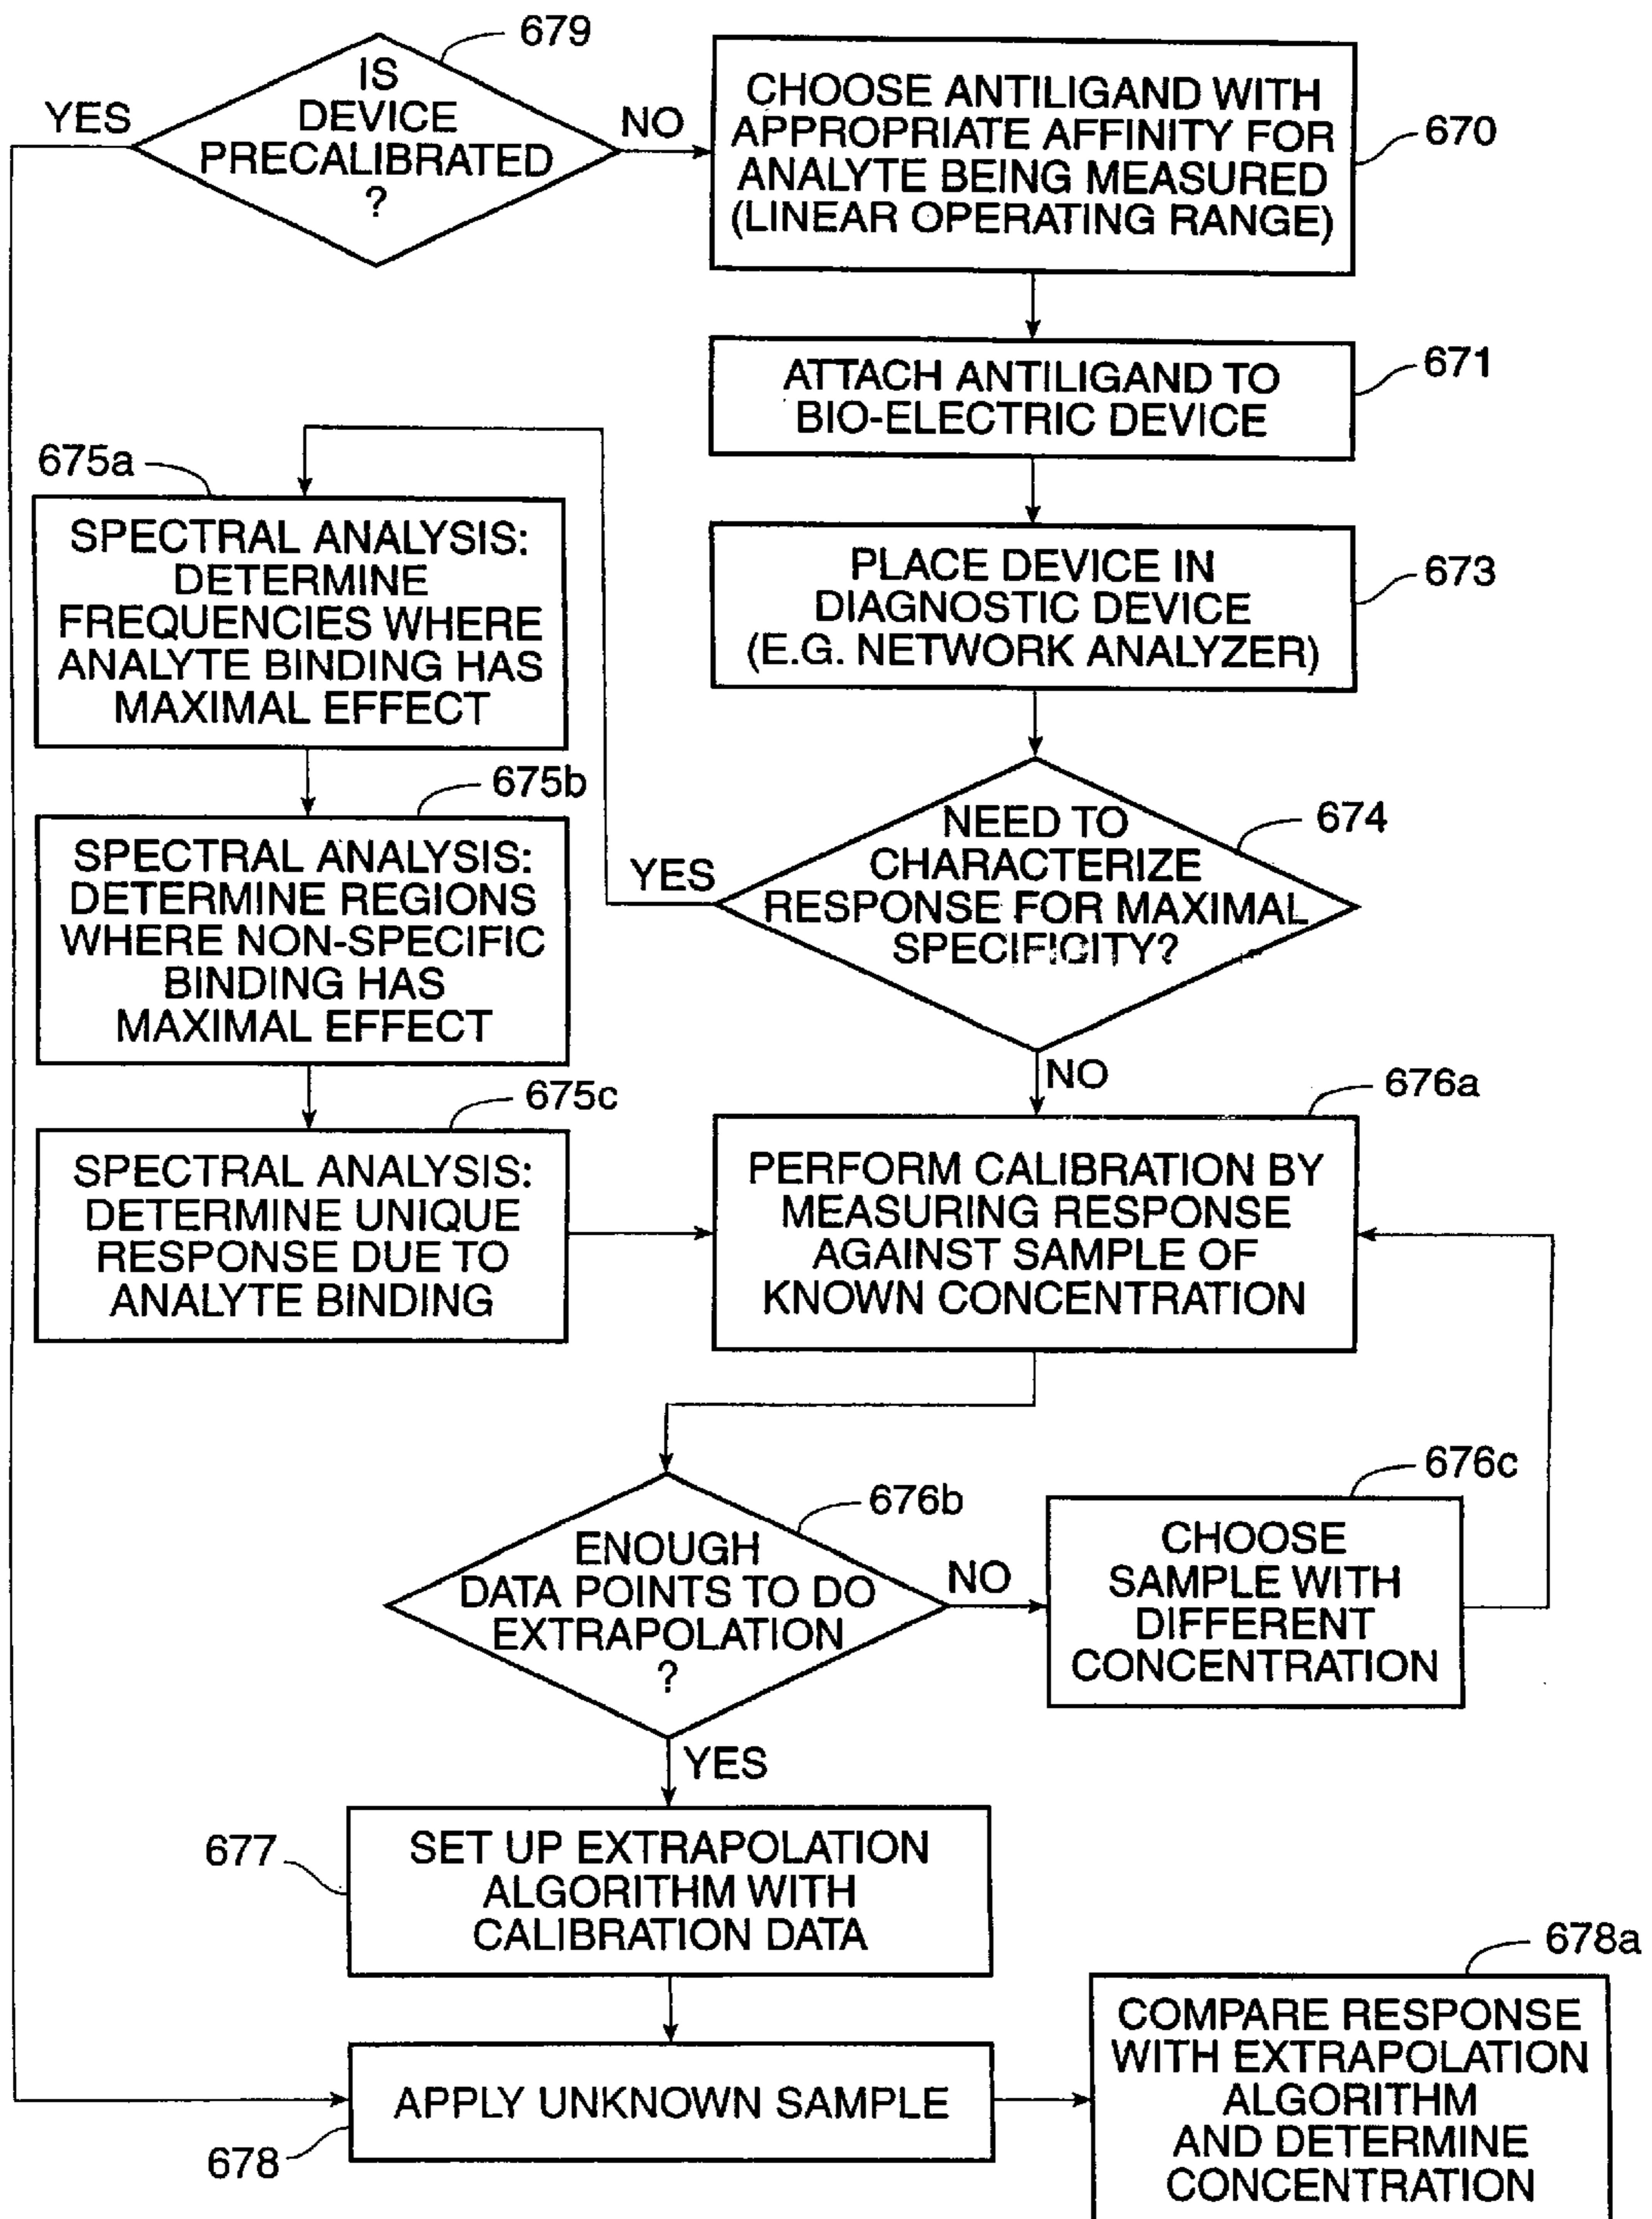 679
IS
DEVICE
PRECALIBRATED
?
YES
NO
CHOOSE ANTILIGAND WITH
APPROPRIATE AFFINITY FOR
ANALYTE BEING MEASURED
(LINEAR OPERATING RANGE)
670
ATTACH ANTILIGAND TO
BIO-ELECTRIC DEVICE
671
PLACE DEVICE IN
DIAGNOSTIC DEVICE
(E.G. NETWORK ANALYZER)
673
NEED TO
CHARACTERIZE
RESPONSE FOR MAXIMAL
SPECIFICITY?
674
YES
NO
675a
SPECTRAL ANALYSIS:
DETERMINE
FREQUENCIES WHERE
ANALYTE BINDING HAS
MAXIMAL EFFECT
675b
SPECTRAL ANALYSIS:
DETERMINE REGIONS
WHERE NON-SPECIFIC
BINDING HAS
MAXIMAL EFFECT
675c
SPECTRAL ANALYSIS:
DETERMINE UNIQUE
RESPONSE DUE TO
ANALYTE BINDING
676a
PERFORM CALIBRATION BY
MEASURING RESPONSE
AGAINST SAMPLE OF
KNOWN CONCENTRATION
676b
ENOUGH
DATA POINTS TO DO
EXTRAPOLATION
?
NO
676c
CHOOSE
SAMPLE WITH
DIFFERENT
CONCENTRATION
YES
677
SET UP EXTRAPOLATION
ALGORITHM WITH
CALIBRATION DATA
APPLY UNKNOWN SAMPLE
678
678a
COMPARE RESPONSE
WITH EXTRAPOLATION
ALGORITHM
AND DETERMINE
CONCENTRATION